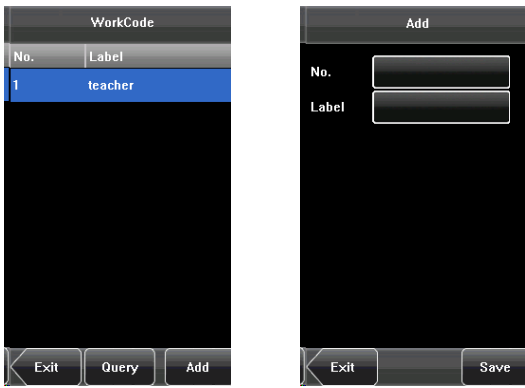 WorkCode
No. Label
1 teacher
Exit Query Add
Add
No.
Label
Exit Save